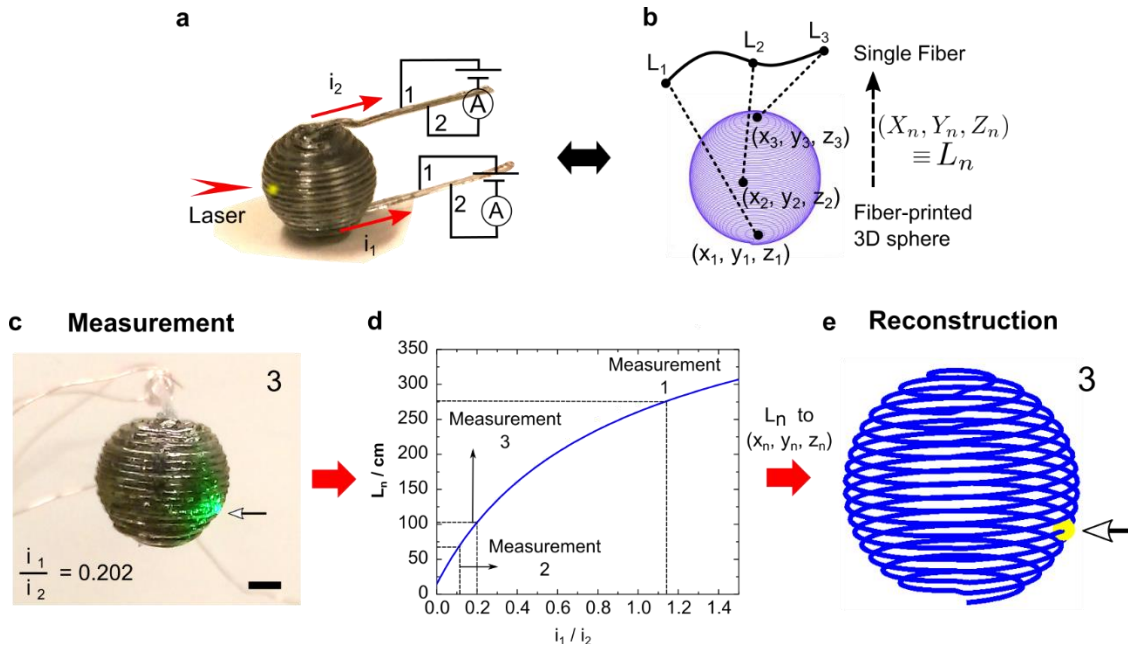 a
i₂
1
2
A
1
2
A
Laser
i₁
b
L₁
L₂
L₃
Single Fiber
(Xₙ, Yₙ, Zₙ)
≡ Lₙ
(x₃, y₃, z₃)
(x₂, y₂, z₂)
(x₁, y₁, z₁)
Fiber-printed
3D sphere
c Measurement
3
i₁
i₂
= 0.202
d
350
300
250
200
150
100
50
0
Lₙ / cm
Measurement
1
Measurement
3
Measurement
2
0.0 0.2 0.4 0.6 0.8 1.0 1.2 1.4
i₁ / i₂
Lₙ to
(xₙ, yₙ, zₙ)
e Reconstruction
3